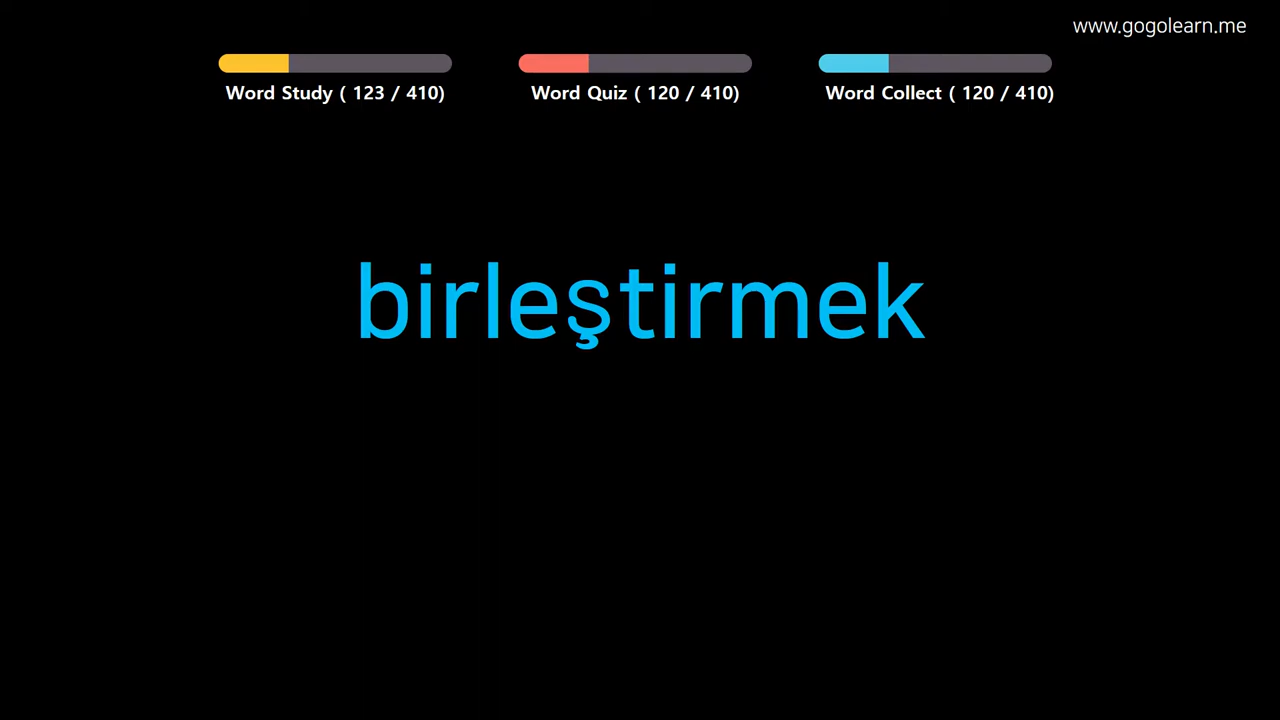 www.gogolearn.me
Word Study ( 123 / 410)
Word Quiz ( 120 / 410)
Word Collect ( 120 / 410)
birleştirmek